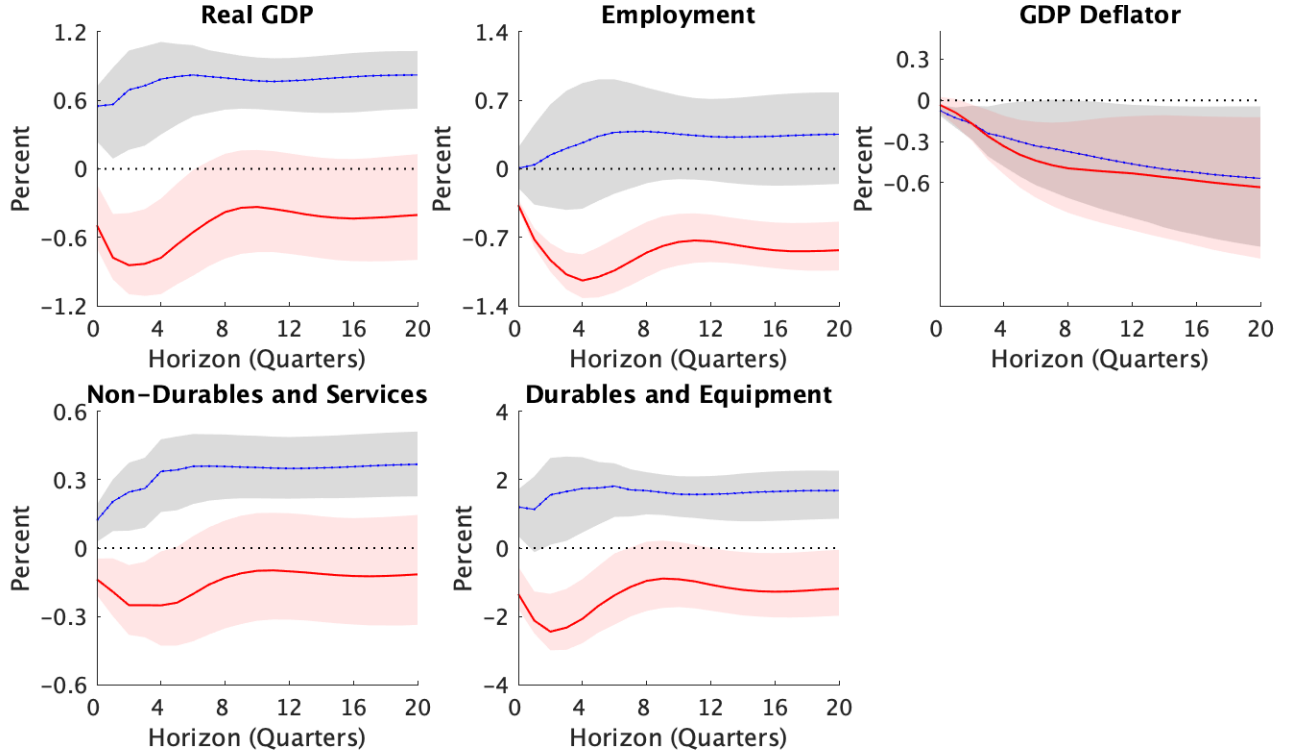 Real GDP
Percent
1.2
0.6
0
−0.6
−1.2
0 4 8 12 16 20
Horizon (Quarters)
Employment
Percent
1.4
0.7
0
−0.7
−1.4
0 4 8 12 16 20
Horizon (Quarters)
GDP Deflator
Percent
0.3
0
−0.3
−0.6
0 4 8 12 16 20
Horizon (Quarters)
Non−Durables and Services
Percent
0.6
0.3
0
−0.3
−0.6
0 4 8 12 16 20
Horizon (Quarters)
Durables and Equipment
Percent
4
2
0
−2
−4
0 4 8 12 16 20
Horizon (Quarters)